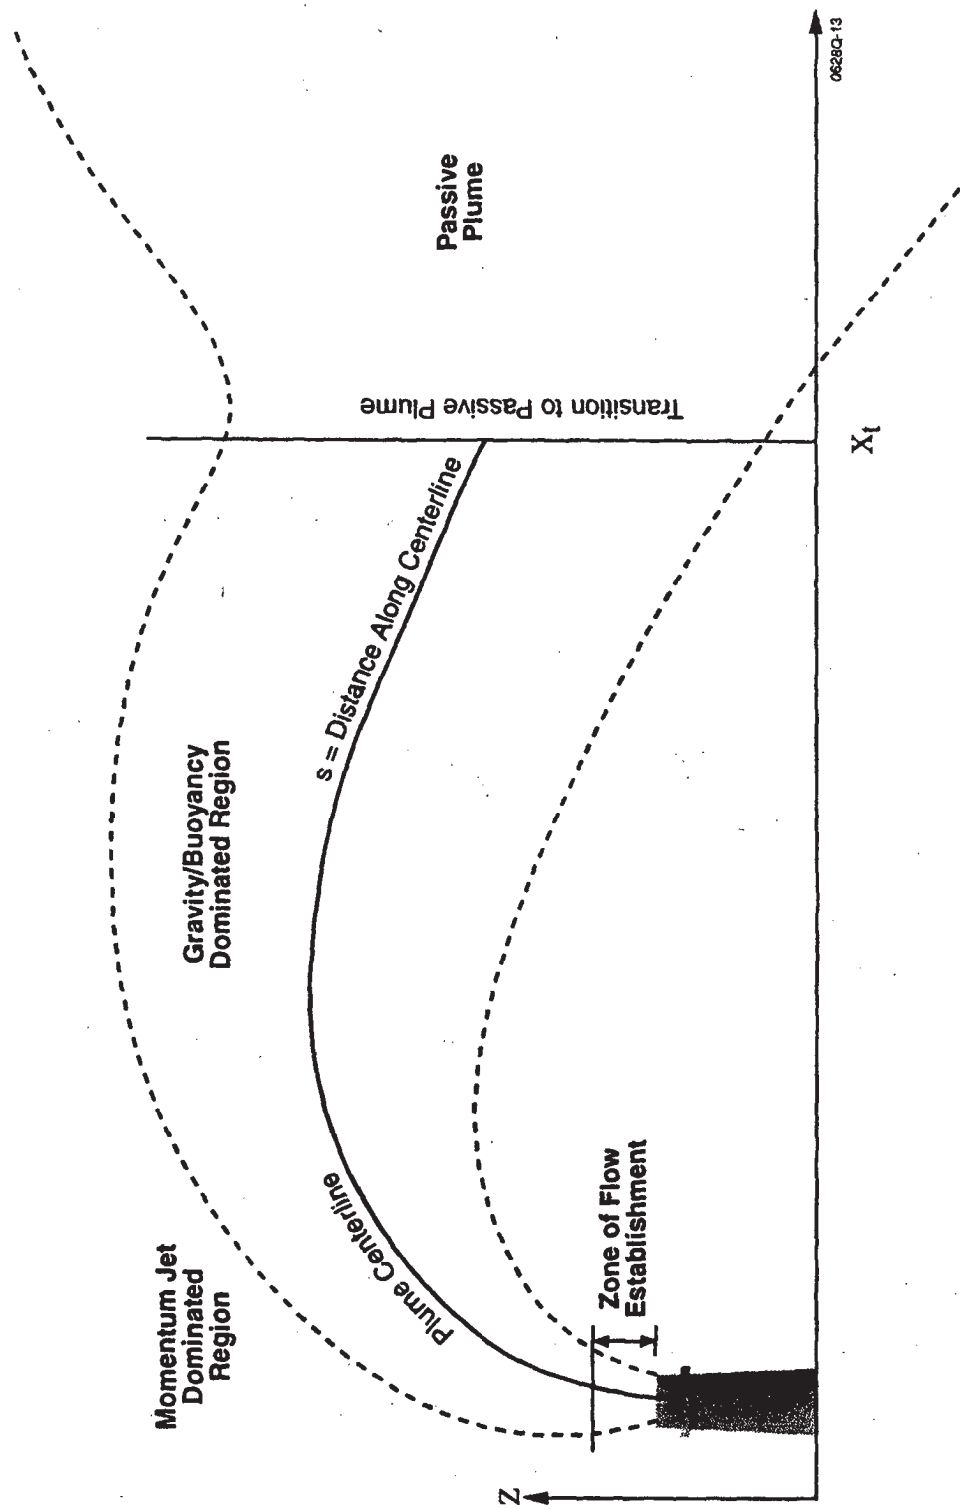 Momentum Jet
Dominated
Region
Gravity/Buoyancy
Dominated Region
Passive
Plume
Plume Centerline
s = Distance Along Centerline
Transition to Passive Plume
Zone of Flow
Establishment
Z
Xt
0628Q-13